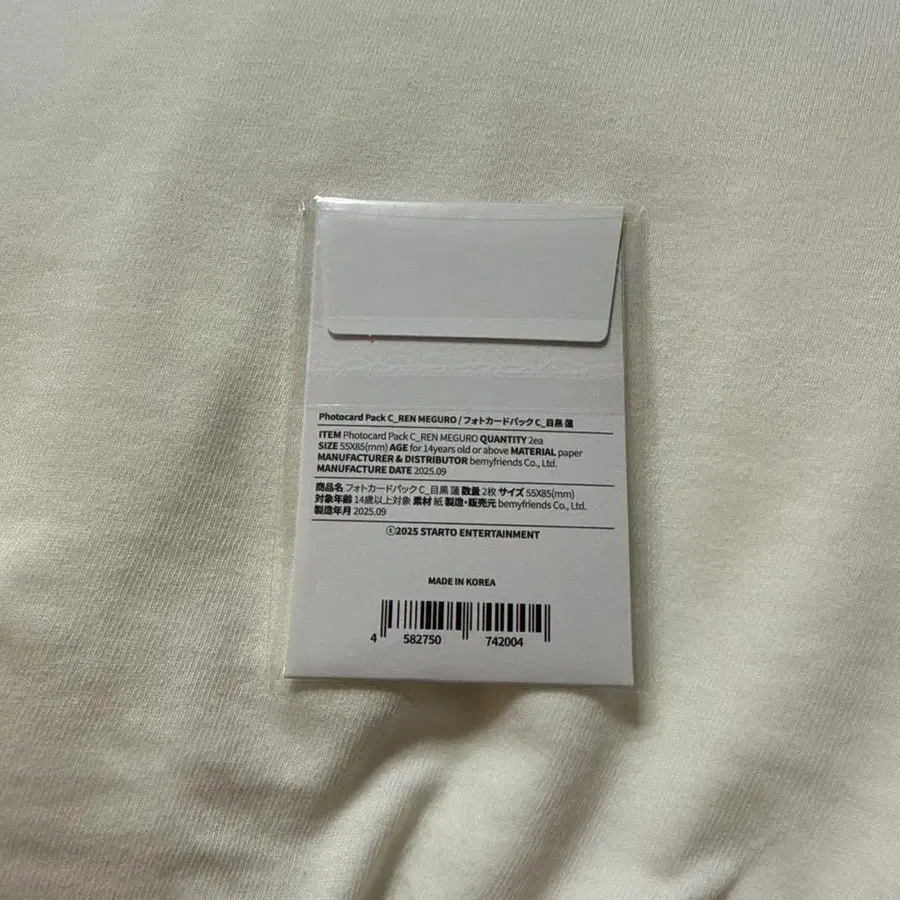 Photocard Pack C_REN MEGURO / フォトカードパック C_目黒 蓮
ITEM Photocard Pack C_REN MEGURO QUANTITY 2ea
SIZE 55X85(mm) AGE for 14years old or above MATERIAL paper
MANUFACTURER & DISTRIBUTOR bemyfriends Co., Ltd.
MANUFACTURE DATE 2025.09
商品名 フォトカードパック C_目黒 蓮 数量 2枚 サイズ 55X85(mm)
対象年齢 14歳以上対象 素材 紙 製造・販売元 bemyfriends Co., Ltd.
製造年月 2025.09
©2025 STARTO ENTERTAINMENT
MADE IN KOREA
4 582750 742004